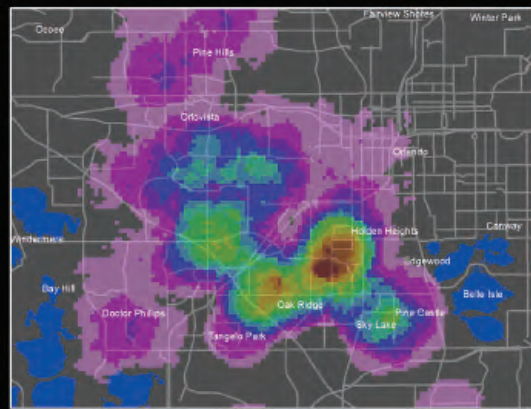 Fairview Shores
Winter Park
Ocoee
Pine Hills
Orlovista
Orlando
Windermere
Holden Heights
Conway
Edgewood
Bay Hill
Belle Isle
Doctor Phillips
Oak Ridge
Pine Castle
Sky Lake
Tangelo Park